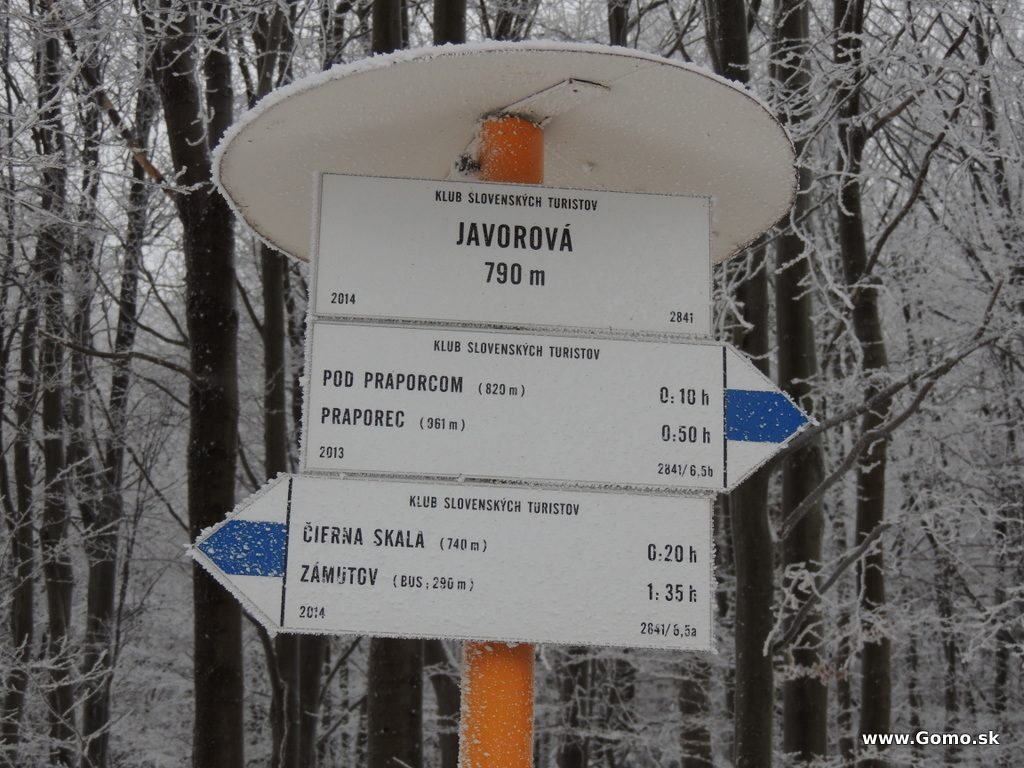 KLUB SLOVENSKÝCH TURISTOV
JAVOROVÁ
790 m
2014 2841
KLUB SLOVENSKÝCH TURISTOV
POD PRAPORCOM (820 m) 0:10 h
PRAPOREC (961 m) 0:50 h
2013 2841/6,5b
KLUB SLOVENSKÝCH TURISTOV
ČIERNA SKALA (740 m) 0:20 h
ZÁMUTOV (BUS; 290 m) 1:35 h
2014 2841/6,5a
www.Gomo.sk